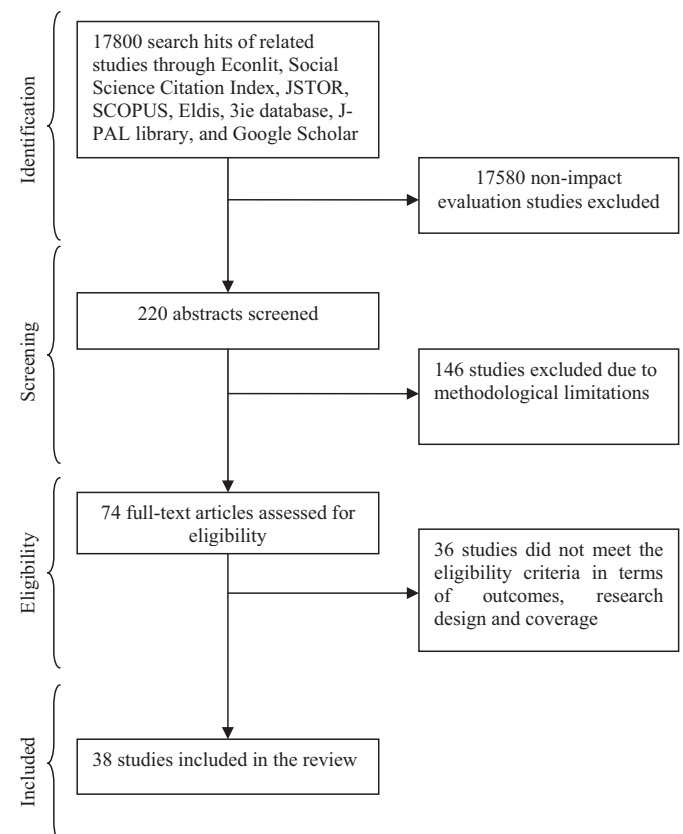 Identification
17800 search hits of related
studies through Econlit, Social
Science Citation Index, JSTOR,
SCOPUS, Eldis, 3ie database, J-
PAL library, and Google Scholar
17580 non-impact
evaluation studies excluded
Screening
220 abstracts screened
146 studies excluded due to
methodological limitations
Eligibility
74 full-text articles assessed for
eligibility
36 studies did not meet the
eligibility criteria in terms
of outcomes, research
design and coverage
Included
38 studies included in the review